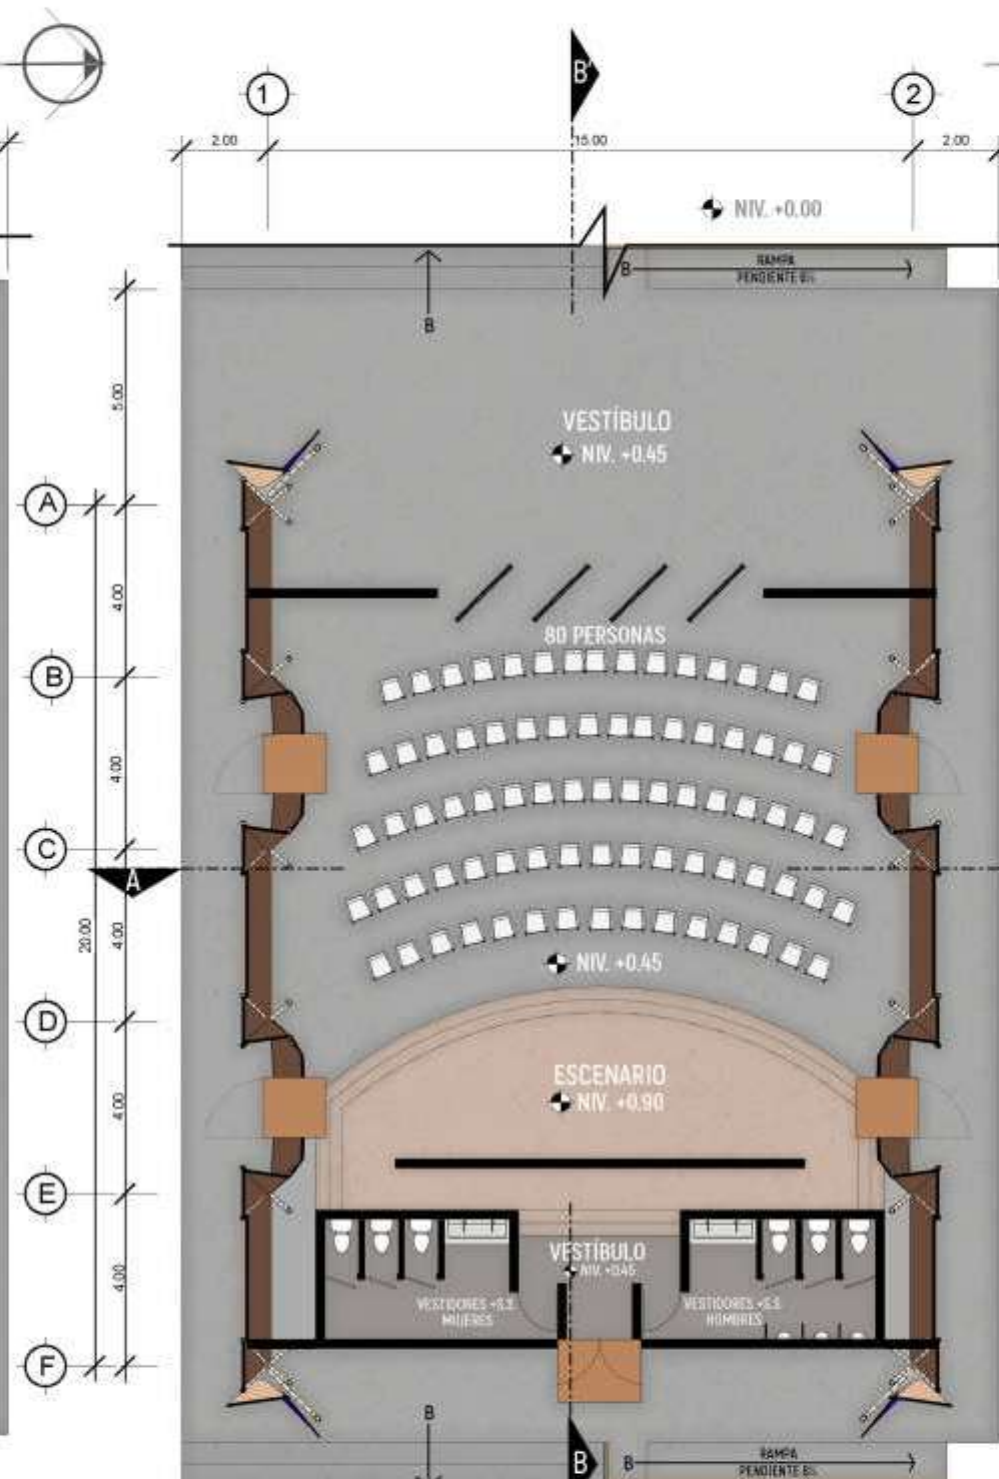 B'
1
2
2.00
15.00
2.00
NIV. +0.00
RAMPA
PENDIENTE 8%
B
B
5.00
VESTÍBULO
NIV. +0.45
A
4.00
80 PERSONAS
B
4.00
C
A
20.00
4.00
NIV. +0.45
D
ESCENARIO
NIV. +0.90
4.00
E
VESTÍBULO
NIV. +0.45
4.00
VESTIDORES +S.S.
MUJERES
VESTIDORES +S.S.
HOMBRES
F
B
B
B
RAMPA
PENDIENTE 8%